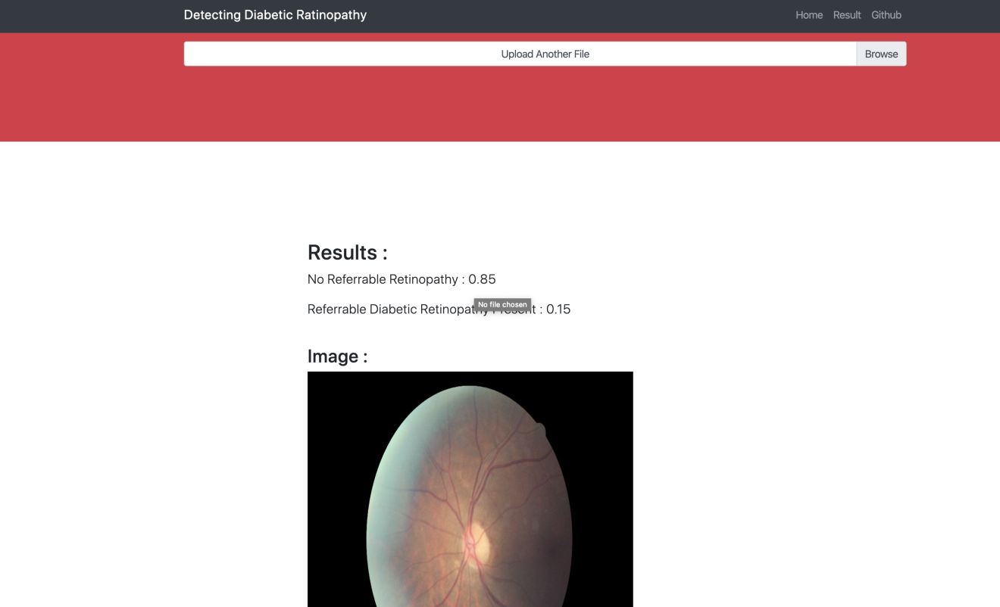 Detecting Diabetic Ratinopathy
Home Result Github
Upload Another File
Browse
Results :
No Referrable Retinopathy : 0.85
No file chosen
Referrable Diabetic Retinopathy Present : 0.15
Image :